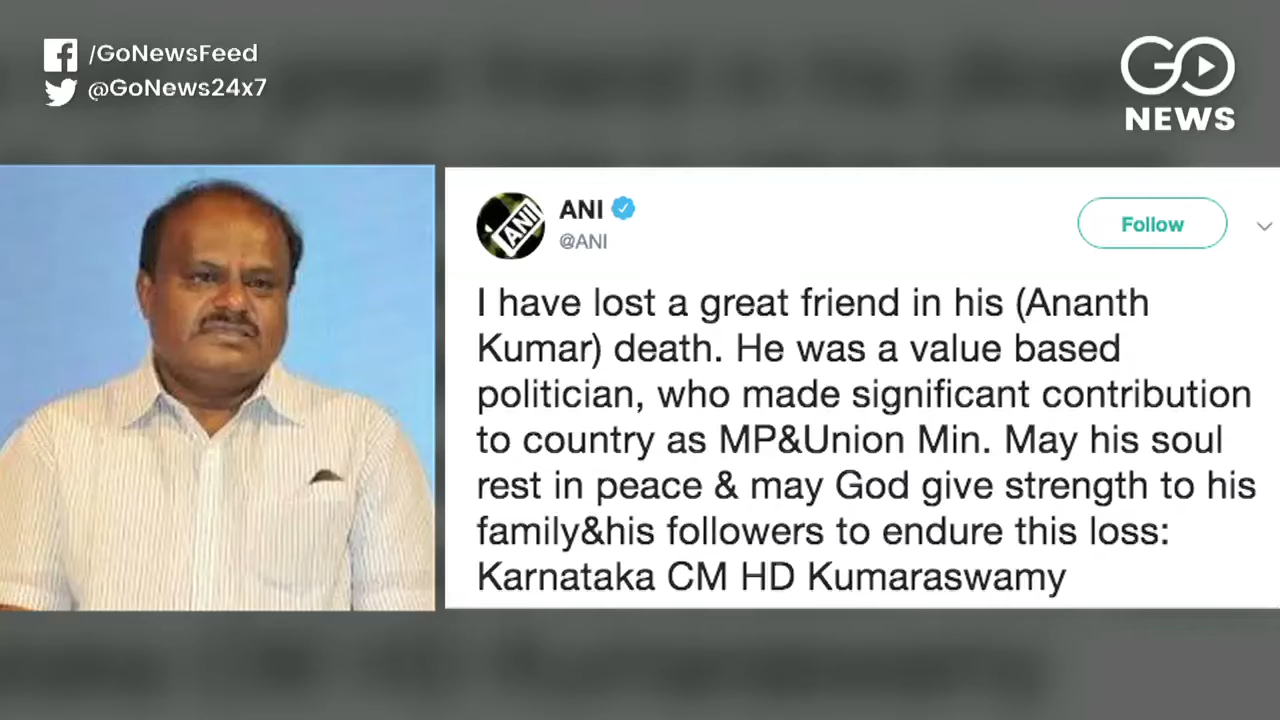 /GoNewsFeed
@GoNews24x7
GO
NEWS
ANI
@ANI
ANI
Follow
I have lost a great friend in his (Ananth
Kumar) death. He was a value based
politician, who made significant contribution
to country as MP&Union Min. May his soul
rest in peace & may God give strength to his
family&his followers to endure this loss:
Karnataka CM HD Kumaraswamy